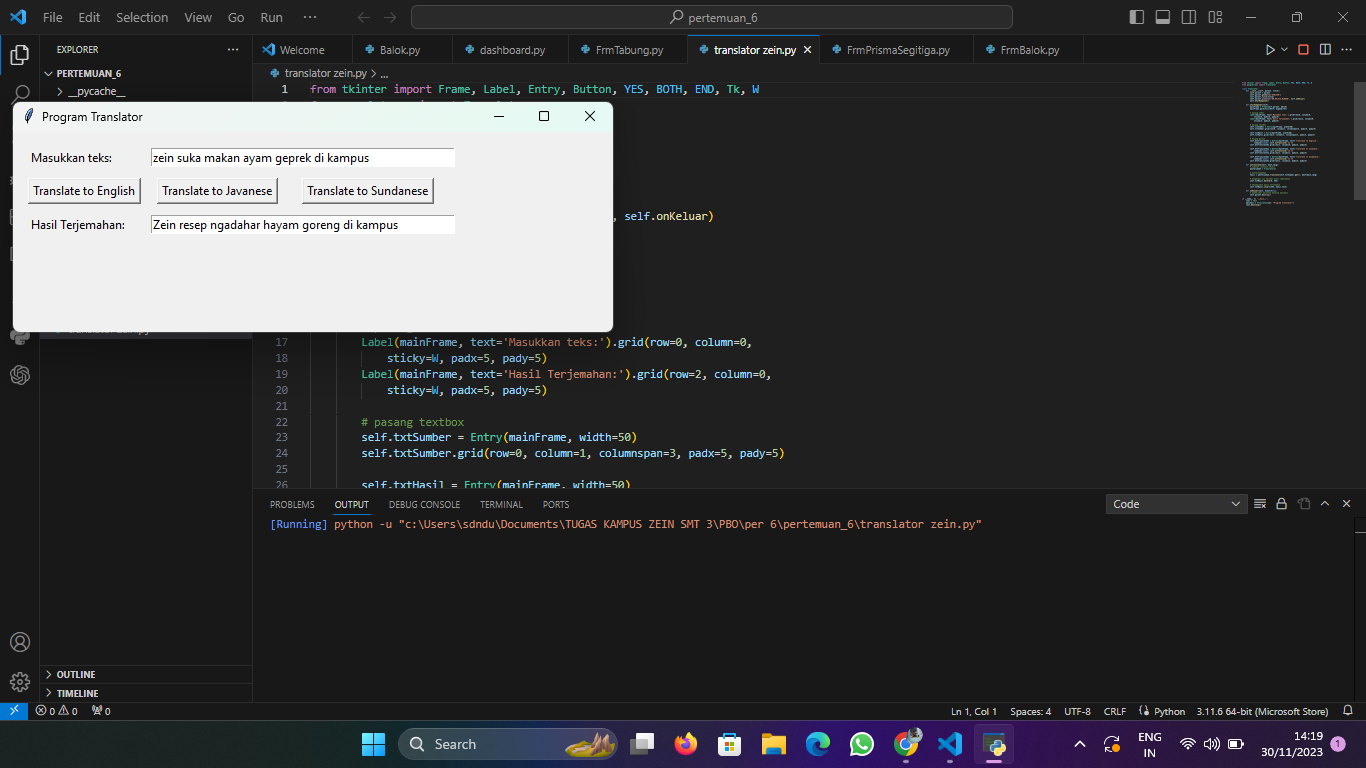 File Edit Selection View Go Run ··· pertemuan_6
EXPLORER ···
Welcome Balok.py dashboard.py FrmTabung.py translator zein.py FrmPrismaSegitiga.py FrmBalok.py
PERTEMUAN_6
translator zein.py > ...
__pycache__
1 from tkinter import Frame, Label, Entry, Button, YES, BOTH, END, Tk, W
Program Translator
Masukkan teks: zein suka makan ayam geprek di kampus
Translate to English Translate to Javanese Translate to Sundanese
Hasil Terjemahan: Zein resep ngadahar hayam goreng di kampus
, self.onKeluar)
17 Label(mainFrame, text='Masukkan teks:').grid(row=0, column=0,
18 sticky=W, padx=5, pady=5)
19 Label(mainFrame, text='Hasil Terjemahan:').grid(row=2, column=0,
20 sticky=W, padx=5, pady=5)
21
22 # pasang textbox
23 self.txtSumber = Entry(mainFrame, width=50)
24 self.txtSumber.grid(row=0, column=1, columnspan=3, padx=5, pady=5)
25
26 self.txtHasil = Entry(mainFrame, width=50)
PROBLEMS OUTPUT DEBUG CONSOLE TERMINAL PORTS Code
[Running] python -u "c:\Users\sdndu\Documents\TUGAS KAMPUS ZEIN SMT 3\PBO\per 6\pertemuan_6\translator zein.py"
OUTLINE
TIMELINE
0 0 0 Ln 1, Col 1 Spaces: 4 UTF-8 CRLF Python 3.11.6 64-bit (Microsoft Store)
Search
ENG
IN
14:19
30/11/2023
1